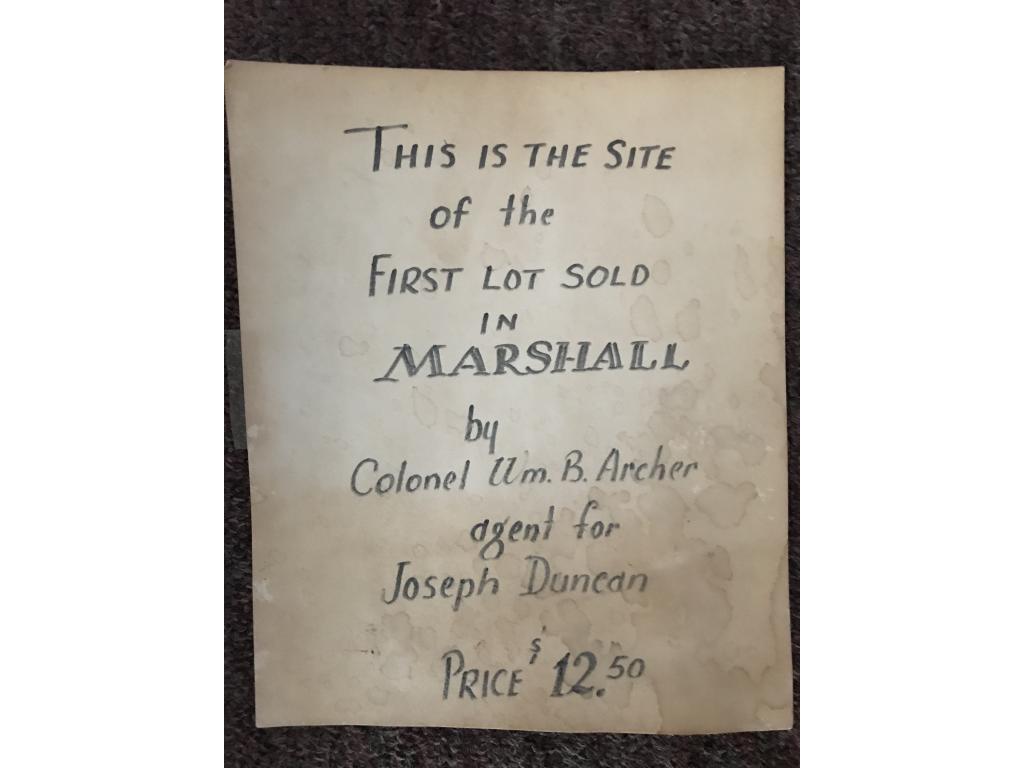 THIS IS THE SITE
of the
FIRST LOT SOLD
IN
MARSHALL
by
Colonel Wm. B. Archer
agent for
Joseph Duncan
PRICE $12.50